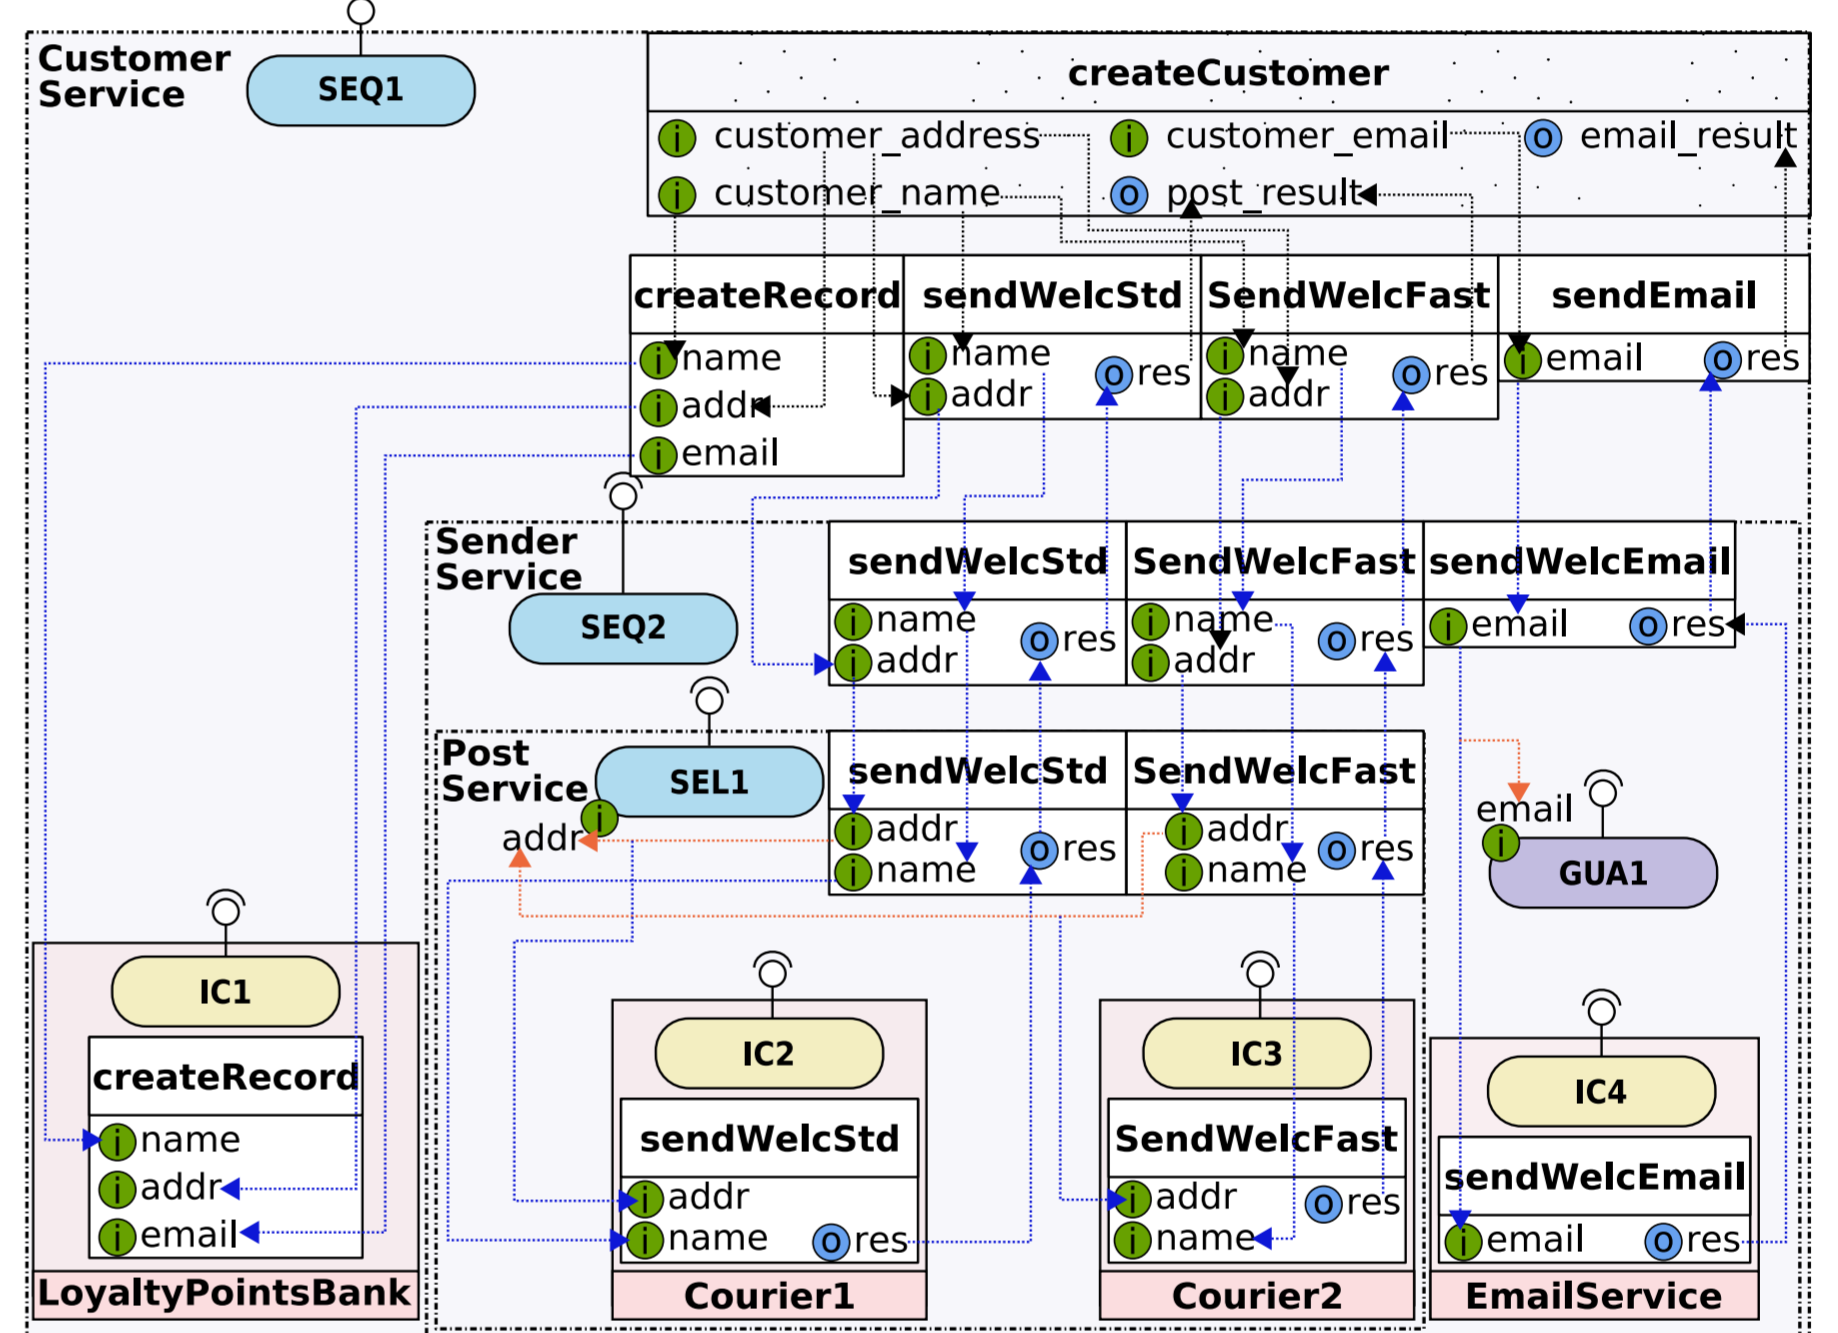 Customer
Service
SEQ1
createCustomer
i customer_address i customer_email o email_result
i customer_name o post_result
createRecord sendWelcStd SendWelcFast sendEmail
i name i name o res i name o res i email o res
i addr i addr i addr
i email
Sender
Service
SEQ2
sendWelcStd SendWelcFast sendWelcEmail
i name o res i name o res i email o res
i addr i addr
Post
Service
SEL1
i
addr
sendWelcStd SendWelcFast
i addr o res i addr o res
i name i name
email
i
GUA1
IC1
createRecord
i name
i addr
i email
LoyaltyPointsBank
IC2
sendWelcStd
i addr
i name o res
Courier1
IC3
SendWelcFast
i addr o res
i name
Courier2
IC4
sendWelcEmail
i email o res
EmailService